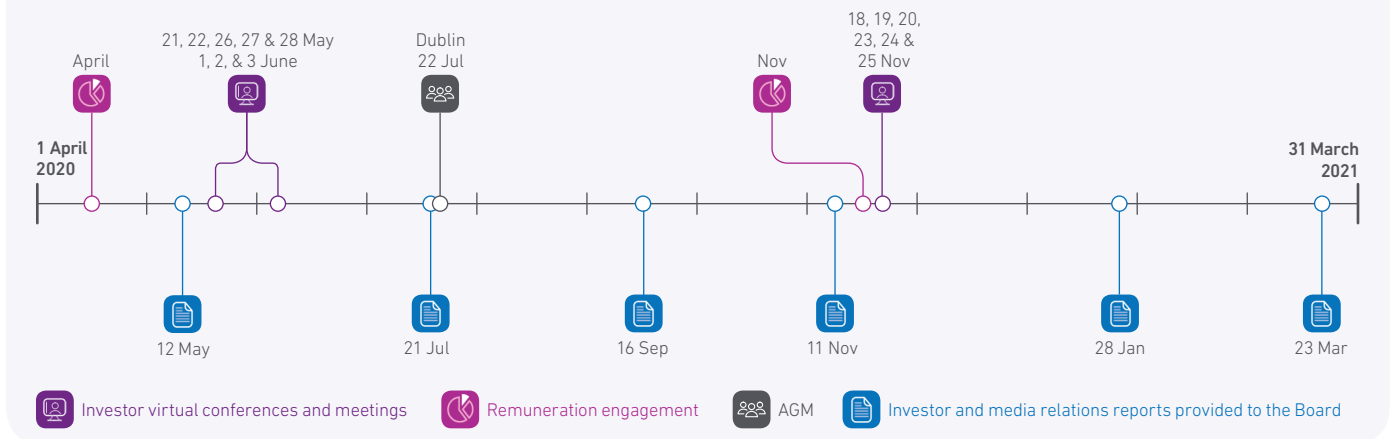 18, 19, 20,
21, 22, 26, 27 & 28 May
Dublin
23, 24 &
April
1, 2, & 3 June
22 Jul
Nov
25 Nov
1 April
2020
31 March
2021
12 May
21 Jul
16 Sep
11 Nov
28 Jan
23 Mar
Investor virtual conferences and meetings
Remuneration engagement
AGM
Investor and media relations reports provided to the Board